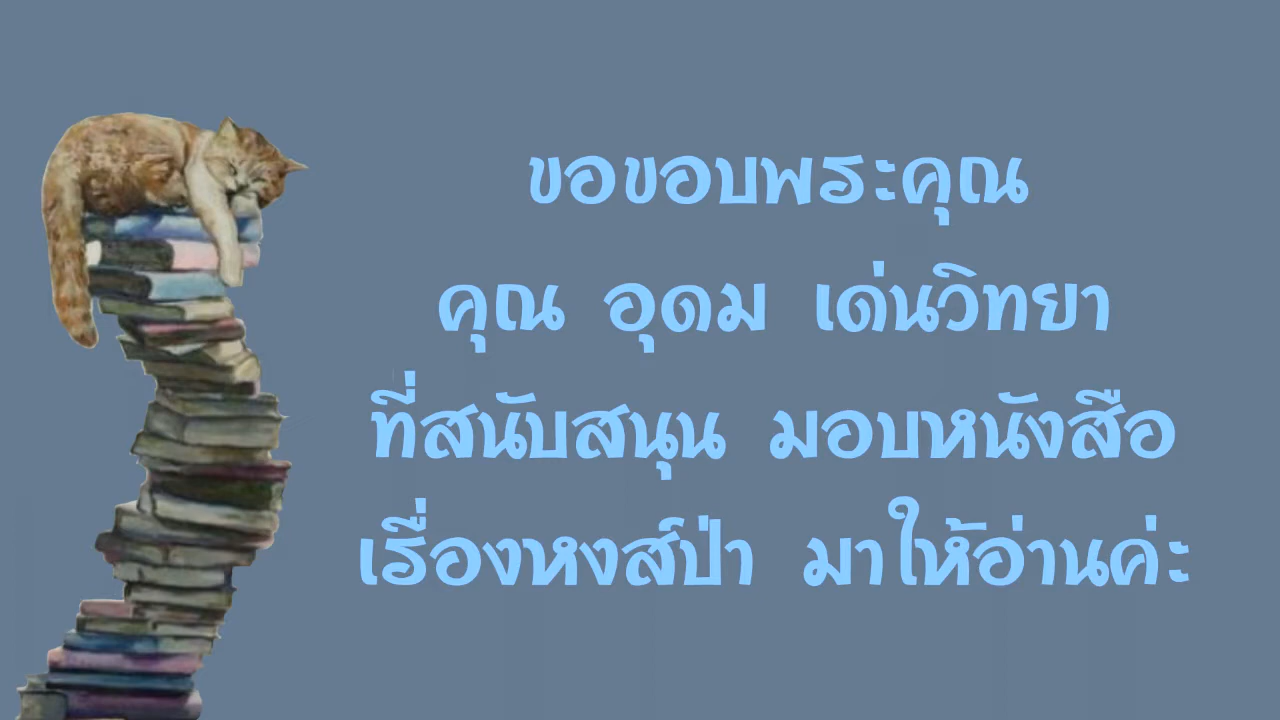 ขอขอบพระคุณ
คุณ อุดม เด่นวิทยา
ที่สนับสนุน มอบหนังสือ
เรื่องหงส์ป่า มาให้อ่านค่ะ